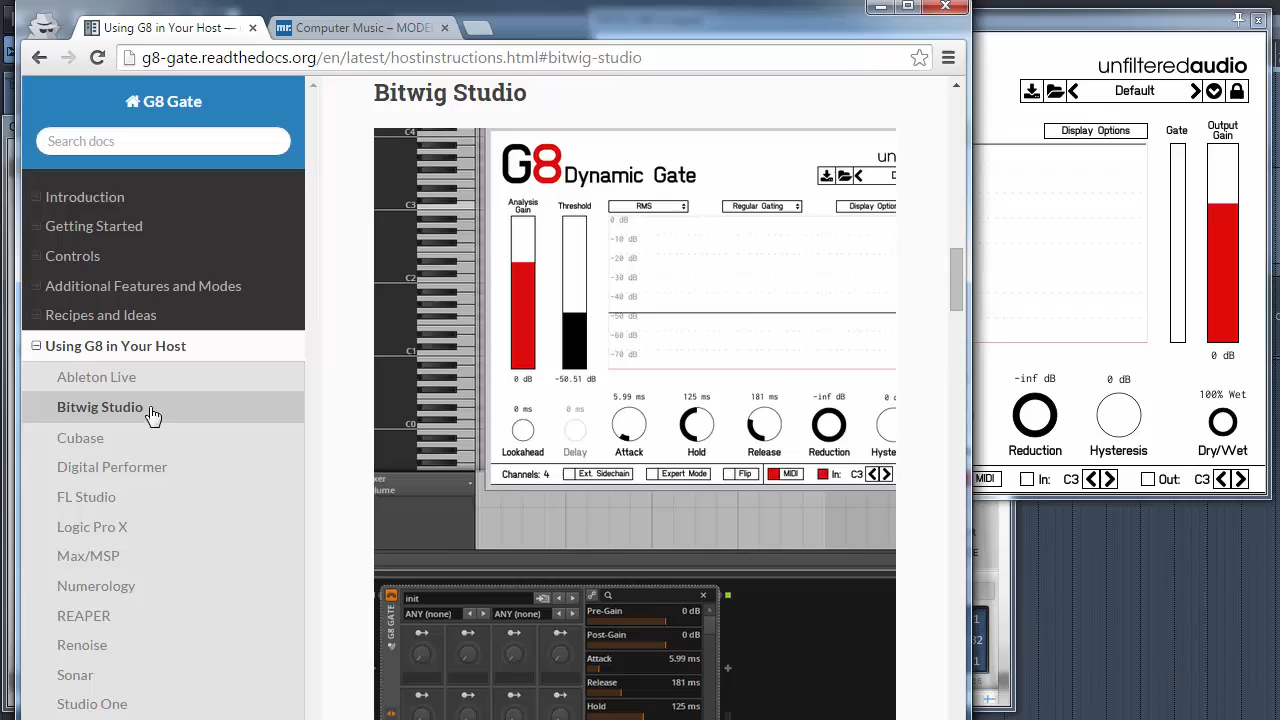 Using G8 in Your Host —
mr. Computer Music – MODE
g8-gate.readthedocs.org/en/latest/hostinstructions.html#bitwig-studio
G8 Gate
Search docs
Introduction
Getting Started
Controls
Additional Features and Modes
Recipes and Ideas
Using G8 in Your Host
Ableton Live
Bitwig Studio
Cubase
Digital Performer
FL Studio
Logic Pro X
Max/MSP
Numerology
REAPER
Renoise
Sonar
Studio One
Bitwig Studio
C4
C3
C2
C1
C0
G8 Dynamic Gate
un
Analysis Gain
Threshold
RMS
Regular Gating
Display Optio
0 dB
-10 dB
-20 dB
-30 dB
-40 dB
-50 dB
-60 dB
-70 dB
0 dB
-50.51 dB
0 ms
0 ms
5.99 ms
125 ms
181 ms
-inf dB
Lookahead
Delay
Attack
Hold
Release
Reduction
Hyste
Channels: 4
Ext. Sidechain
Expert Mode
Flip
MIDI
In: C3
G8 GATE
init
ANY (none)
ANY (none)
Pre-Gain 0 dB
Post-Gain 0 dB
Attack 5.99 ms
Release 181 ms
Hold 125 ms
unfilteredaudio
Default
Display Options
Gate
Output Gain
0 dB
-inf dB
0 dB
100% Wet
Reduction
Hysteresis
Dry/Wet
MIDI
In: C3
Out: C3